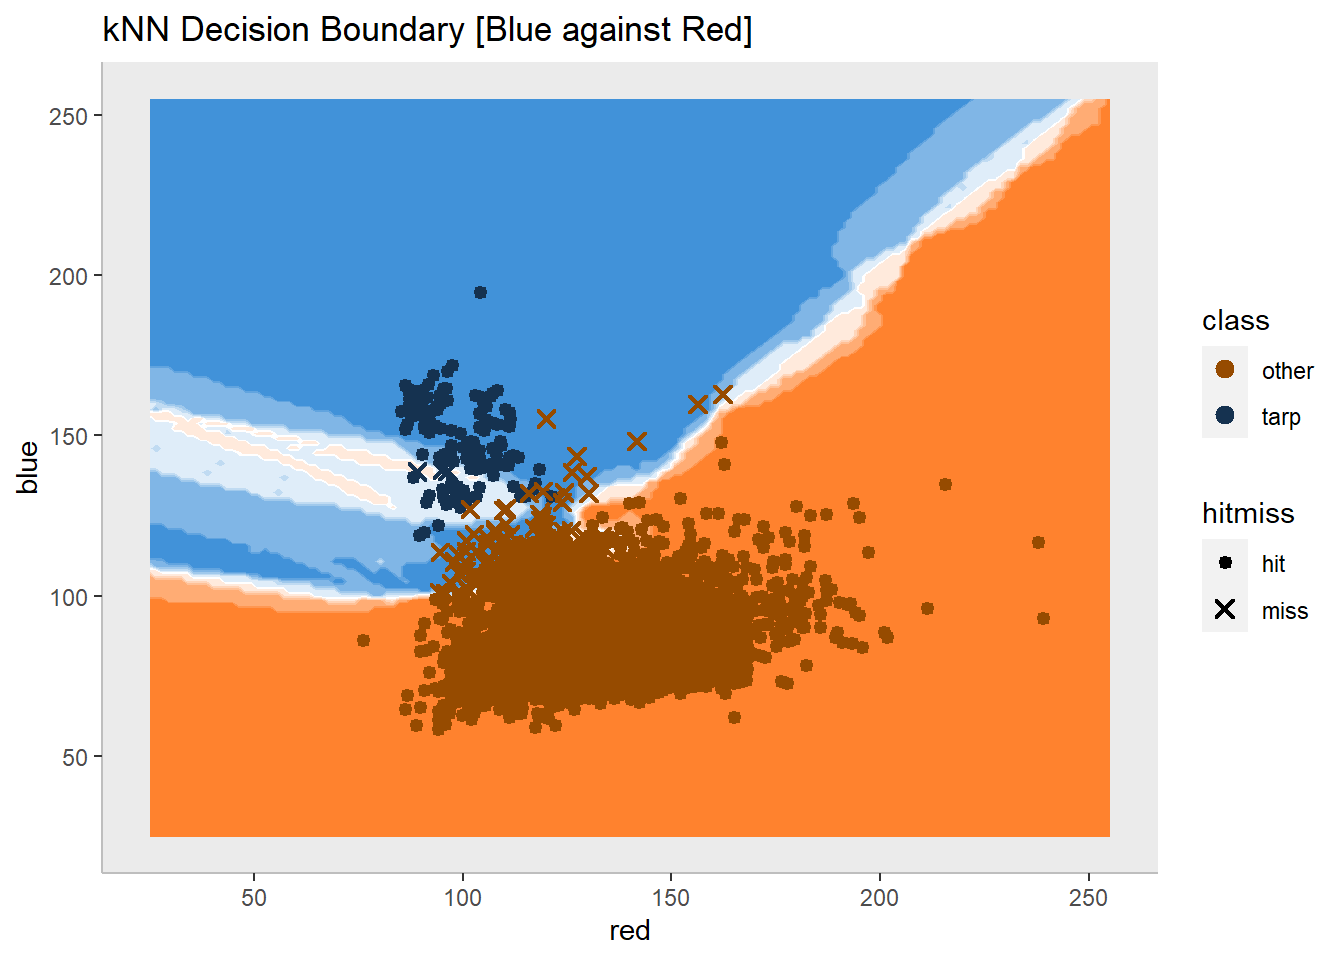 kNN Decision Boundary [Blue against Red]
250
200
150
100
50
blue
50
100
150
200
250
red
class
other
tarp
hitmiss
hit
miss